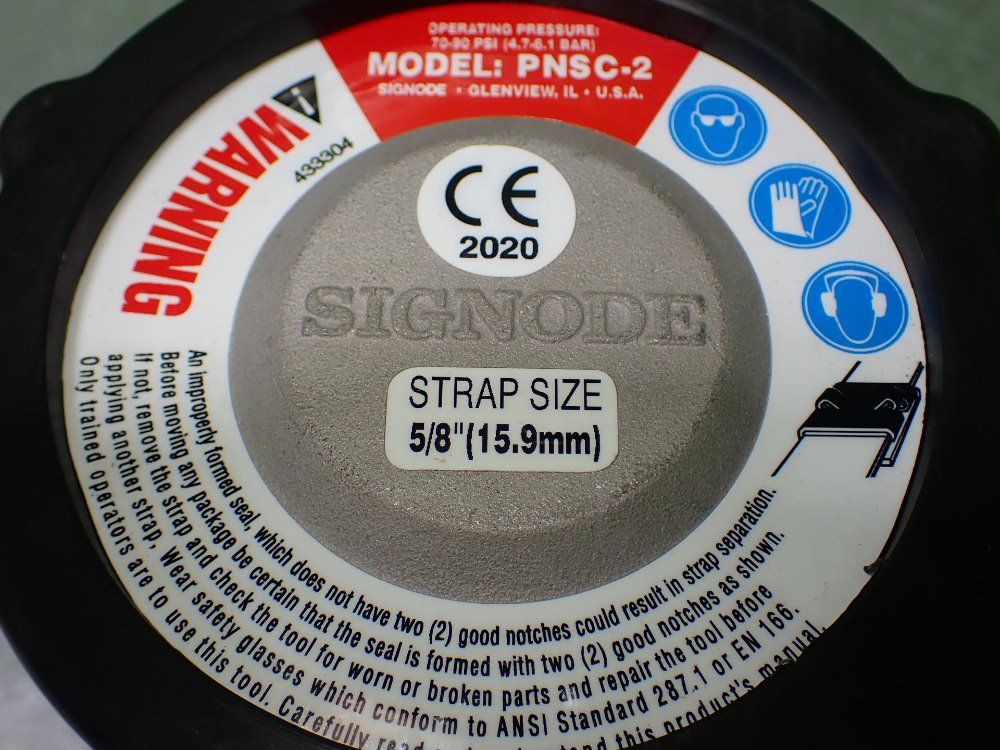 OPERATING PRESSURE:
70-90 PSI (4.7-6.1 BAR)
MODEL: PNSC-2
SIGNODE • GLENVIEW, IL • U.S.A.
WARNING
433304
CE
2020
SIGNODE
STRAP SIZE
5/8"(15.9mm)
An improperly formed seal, which does not have two (2) good notches could result in strap separation.
Before moving any package be certain that the seal is formed with two (2) good notches as shown.
If not, remove the strap and check the tool for worn or broken parts and repair the tool before
applying another strap. Wear safety glasses which conform to ANSI Standard 287.1 or EN 166.
Only trained operators are to use this tool. Carefully read this product's manual.